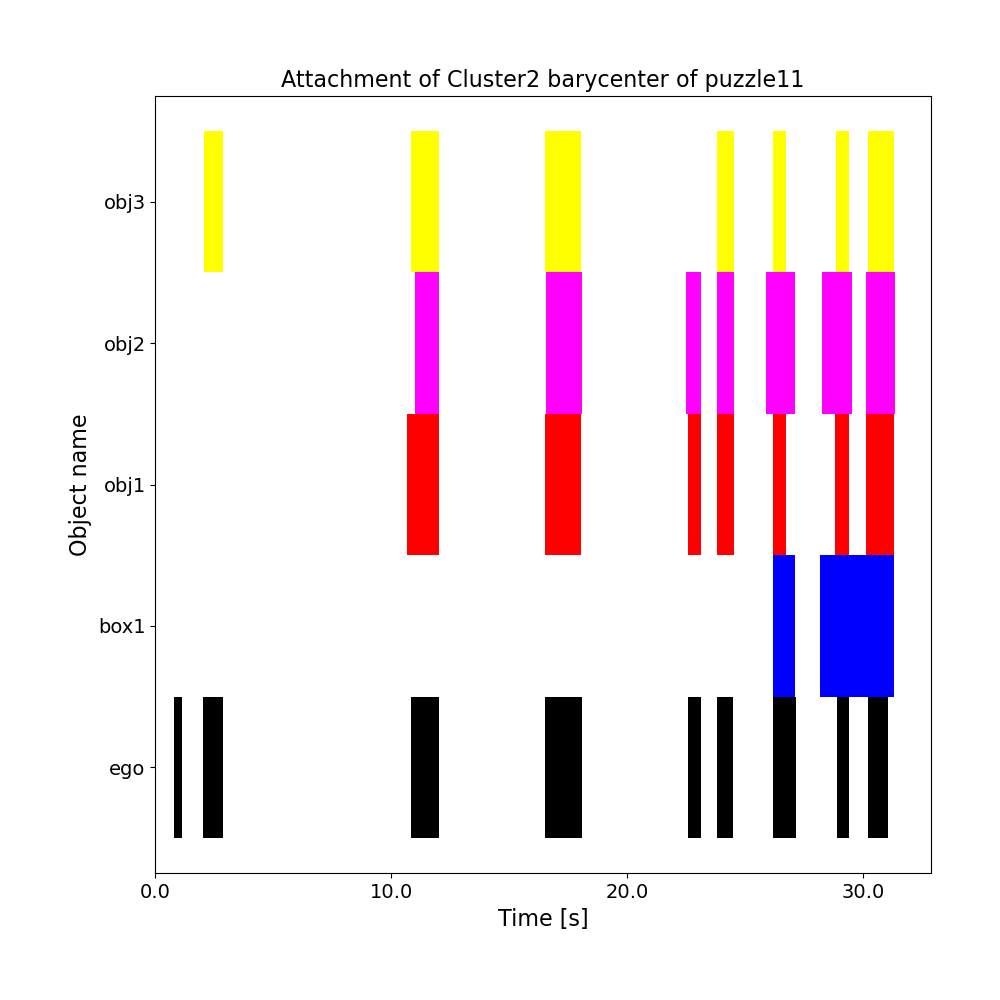 Attachment of Cluster2 barycenter of puzzle11
obj3
obj2
obj1
box1
ego
Object name
0.0 10.0 20.0 30.0
Time [s]